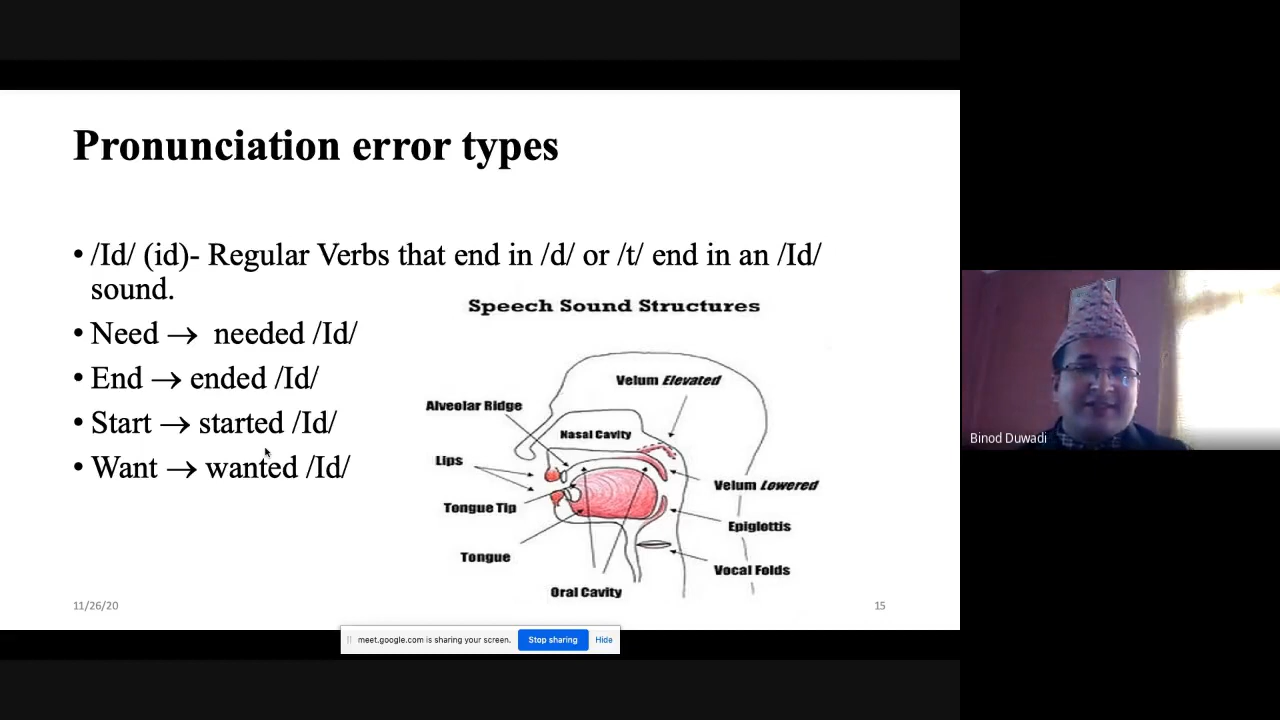 Pronunciation error types
• /Id/ (id)- Regular Verbs that end in /d/ or /t/ end in an /Id/
sound.
• Need → needed /Id/
• End → ended /Id/
• Start → started /Id/
• Want → wanted /Id/
Speech Sound Structures
Velum Elevated
Alveolar Ridge
Nasal Cavity
Lips
Velum Lowered
Tongue Tip
Epiglottis
Tongue
Vocal Folds
Oral Cavity
11/26/20
15
meet.google.com is sharing your screen.
Stop sharing
Hide
Binod Duwadi